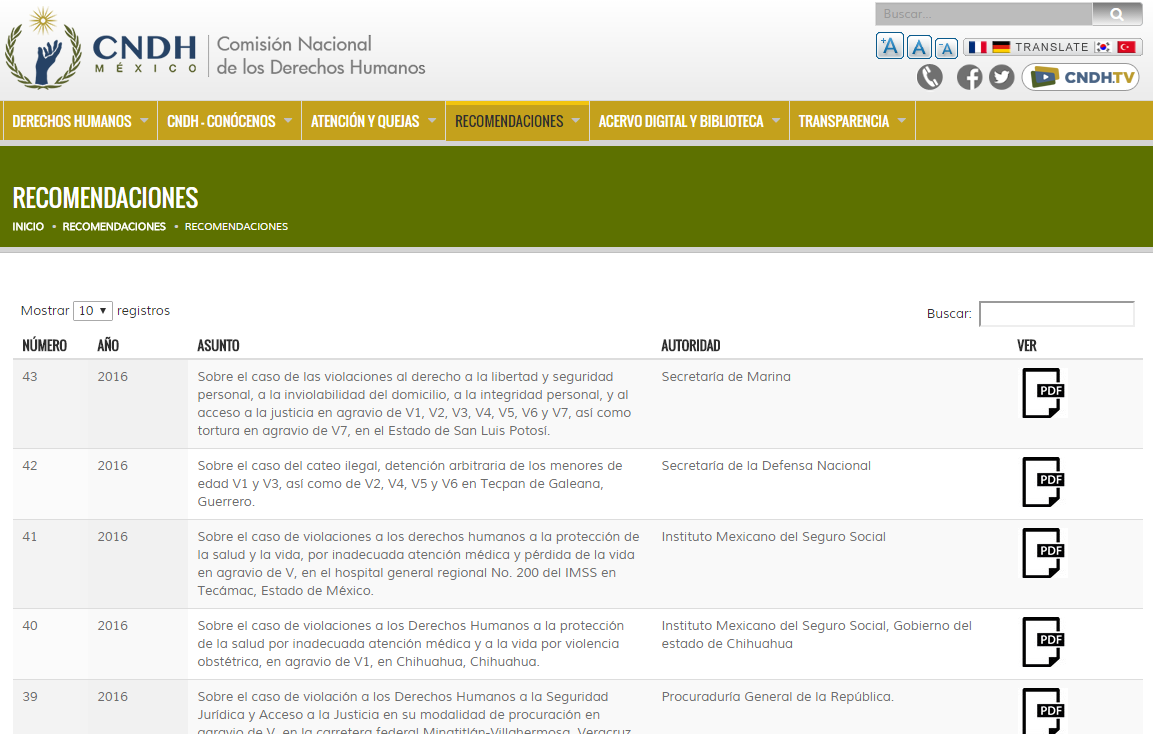 Buscar...
CNDH
MÉXICO
Comisión Nacional
de los Derechos Humanos
+A A -A
TRANSLATE
CNDH.TV
DERECHOS HUMANOS CNDH - CONÓCENOS ATENCIÓN Y QUEJAS RECOMENDACIONES ACERVO DIGITAL Y BIBLIOTECA TRANSPARENCIA
RECOMENDACIONES
INICIO • RECOMENDACIONES • RECOMENDACIONES
Mostrar 10 registros
Buscar:
NÚMERO AÑO ASUNTO AUTORIDAD VER
43 2016 Sobre el caso de las violaciones al derecho a la libertad y seguridad Secretaría de Marina
personal, a la inviolabilidad del domicilio, a la integridad personal, y al PDF
acceso a la justicia en agravio de V1, V2, V3, V4, V5, V6 y V7, así como
tortura en agravio de V7, en el Estado de San Luis Potosí.
42 2016 Sobre el caso del cateo ilegal, detención arbitraria de los menores de Secretaría de la Defensa Nacional
edad V1 y V3, así como de V2, V4, V5 y V6 en Tecpan de Galeana, PDF
Guerrero.
41 2016 Sobre el caso de violaciones a los derechos humanos a la protección de Instituto Mexicano del Seguro Social
la salud y la vida, por inadecuada atención médica y pérdida de la vida PDF
en agravio de V, en el hospital general regional No. 200 del IMSS en
Tecámac, Estado de México.
40 2016 Sobre el caso de violaciones a los Derechos Humanos a la protección Instituto Mexicano del Seguro Social, Gobierno del
de la salud por inadecuada atención médica y a la vida por violencia estado de Chihuahua PDF
obstétrica, en agravio de V1, en Chihuahua, Chihuahua.
39 2016 Sobre el caso de violación a los Derechos Humanos a la Seguridad Procuraduría General de la República.
Jurídica y Acceso a la Justicia en su modalidad de procuración en PDF
agravio de V, en la carretera federal Minatitlán-Villahermosa, Veracruz